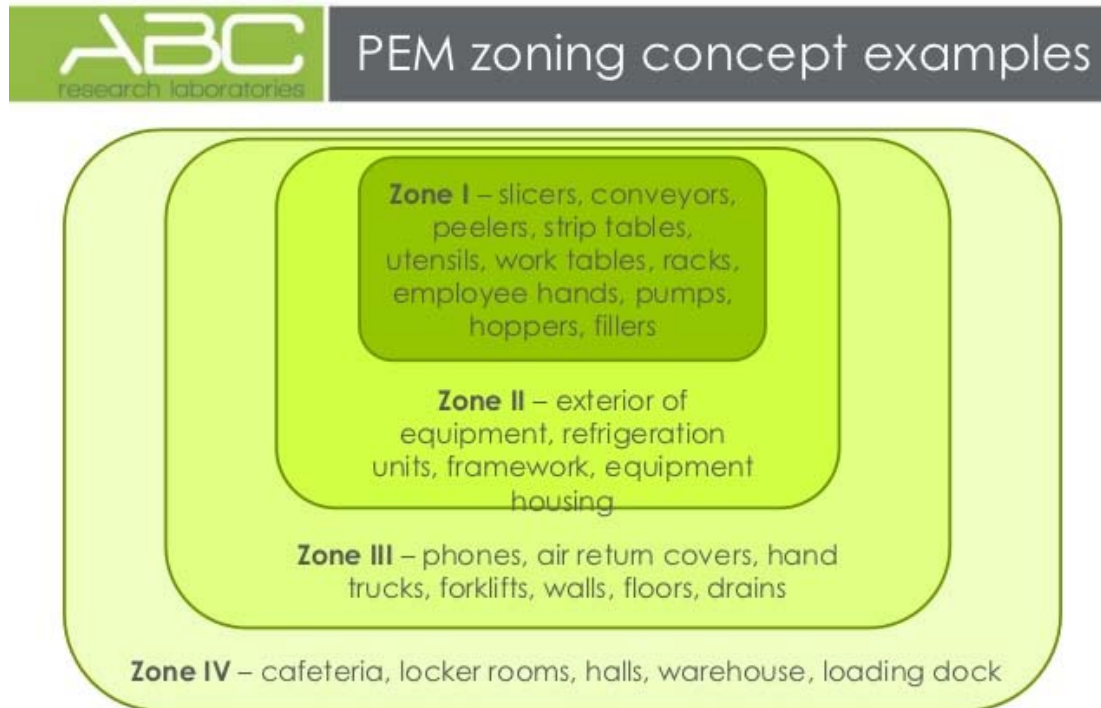 ABC
research laboratories
PEM zoning concept examples
Zone I – slicers, conveyors,
peelers, strip tables,
utensils, work tables, racks,
employee hands, pumps,
hoppers, fillers
Zone II – exterior of
equipment, refrigeration
units, framework, equipment
housing
Zone III – phones, air return covers, hand
trucks, forklifts, walls, floors, drains
Zone IV – cafeteria, locker rooms, halls, warehouse, loading dock